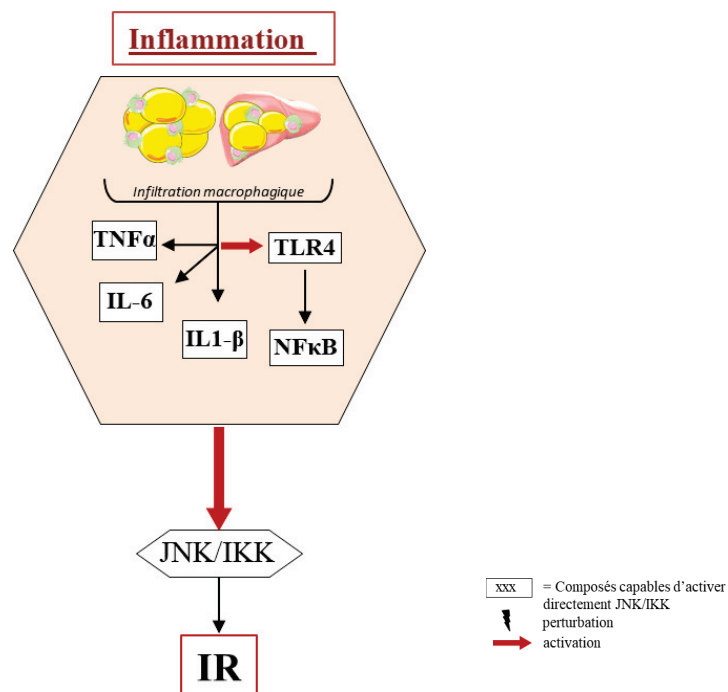 Inflammation
Infiltration macrophagique
TNFα
TLR4
IL-6
IL1-β
NFκB
JNK/IKK
IR
xxx = Composés capables d’activer
directement JNK/IKK
perturbation
activation